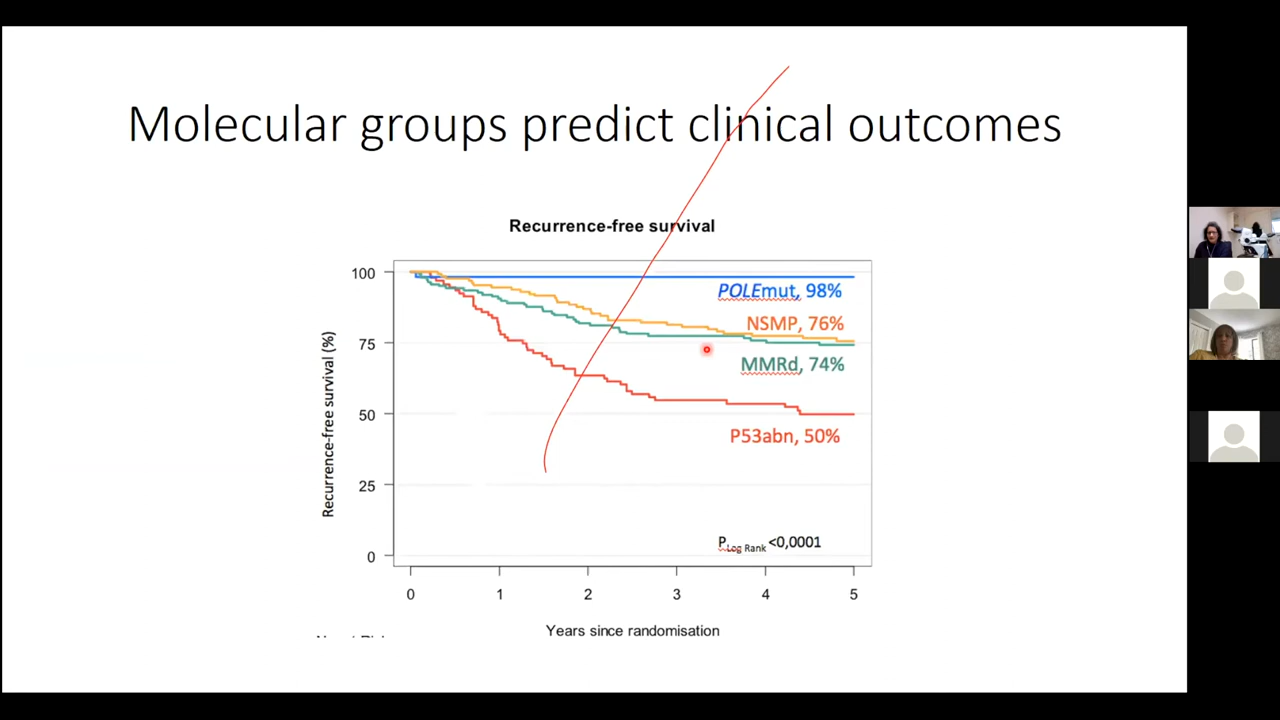 Molecular groups predict clinical outcomes
Recurrence-free survival
Recurrence-free survival (%)
100
75
50
25
0
POLEmut, 98%
NSMP, 76%
MMRd, 74%
P53abn, 50%
PLog Rank <0,0001
0 1 2 3 4 5
Years since randomisation